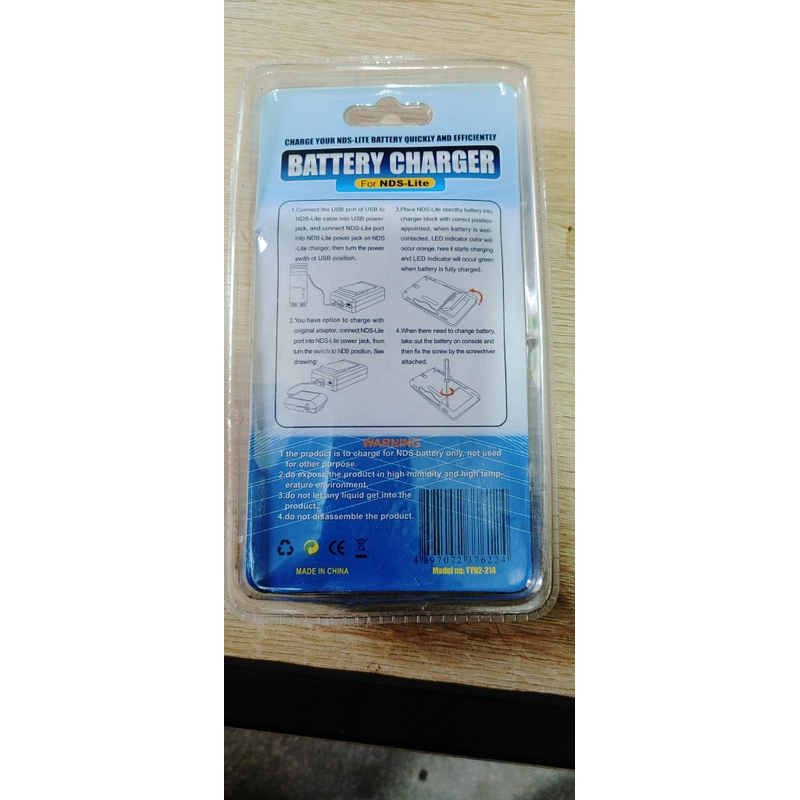 CHARGE YOUR NDS-LITE BATTERY QUICKLY AND EFFICIENTLY
BATTERY CHARGER
For NDS-Lite
1.Connect the USB port of USB to
NDS-Lite cable into USB power
jack, and connect NDS-Lite port
into NDS-Lite power jack on NDS
-Lite charger, then turn the power
swith ot USB position.
2.You have option to charge with
original adaptor, connect NDS-Lite
port into NDS-Lite power jack, then
turn the switch to NDS position. See
drawing:
3.Place NDS-Lite standby battery into
charger block with correct position
appointed, when battery is well-
contacted, LED indicator color will
occur orange, here it starts charging
and LED indicator will occur green
when battery is fully charged.
4.When there need to change battery,
take out the battery on console and
then fix the screw by the screwdriver
attached.
WARNING
1.the product is to charge for NDS battery only, not used
for other purpose.
2.do expose the product in high humidity and high temp-
erature environment.
3.do not let any liquid get into the
product.
4.do not disassemble the product.
CE
MADE IN CHINA
4 897072 376224
Model no: TYN2-214